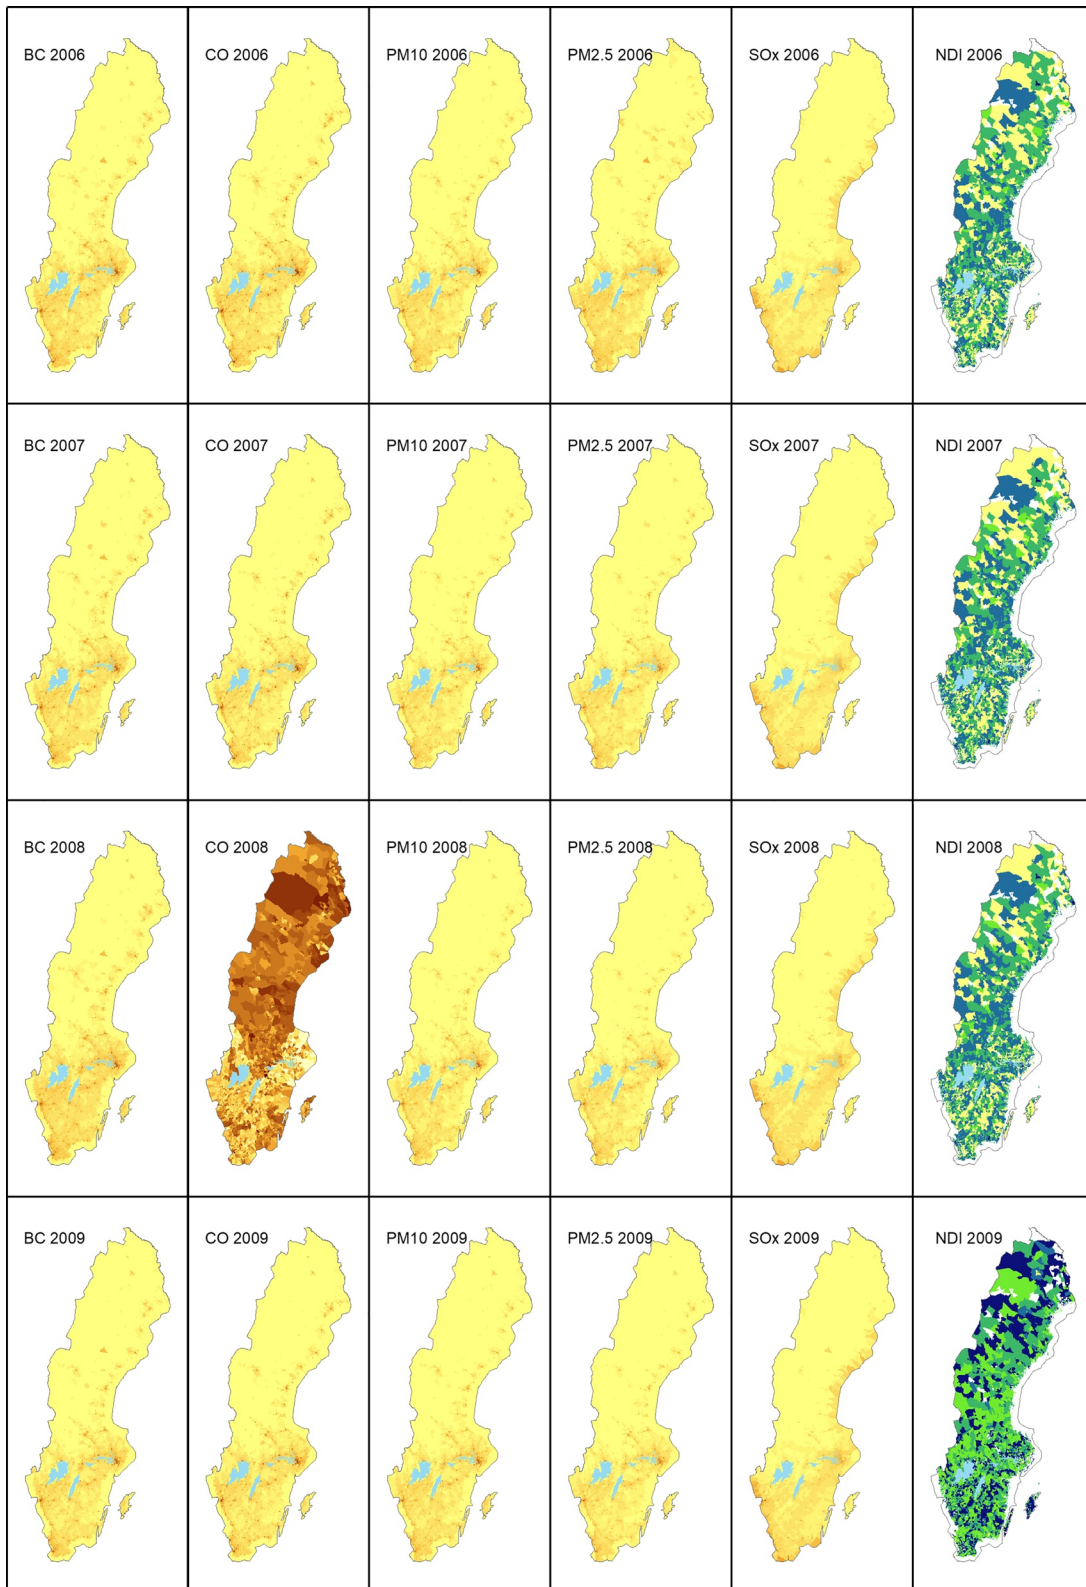 BC 2006
CO 2006
PM10 2006
PM2.5 2006
SOx 2006
NDI 2006
BC 2007
CO 2007
PM10 2007
PM2.5 2007
SOx 2007
NDI 2007
BC 2008
CO 2008
PM10 2008
PM2.5 2008
SOx 2008
NDI 2008
BC 2009
CO 2009
PM10 2009
PM2.5 2009
SOx 2009
NDI 2009